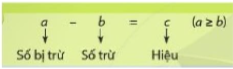 a - b = c (a ≥ b)
Số bị trừ Số trừ Hiệu